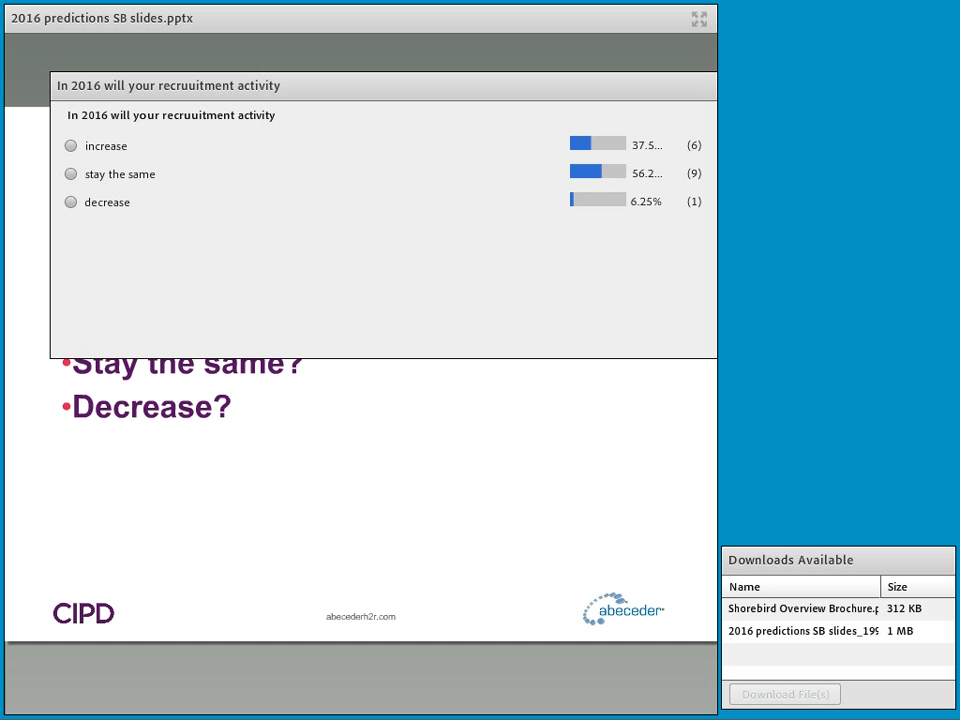 2016 predictions SB slides.pptx
In 2016 will your recruuitment activity
In 2016 will your recruuitment activity
increase 37.5... (6)
stay the same 56.2... (9)
decrease 6.25% (1)
•Stay the same?
•Decrease?
CIPD
abecederh2r.com
abeceder
Downloads Available
Name Size
Shorebird Overview Brochure.p 312 KB
2016 predictions SB slides_199 1 MB
Download File(s)